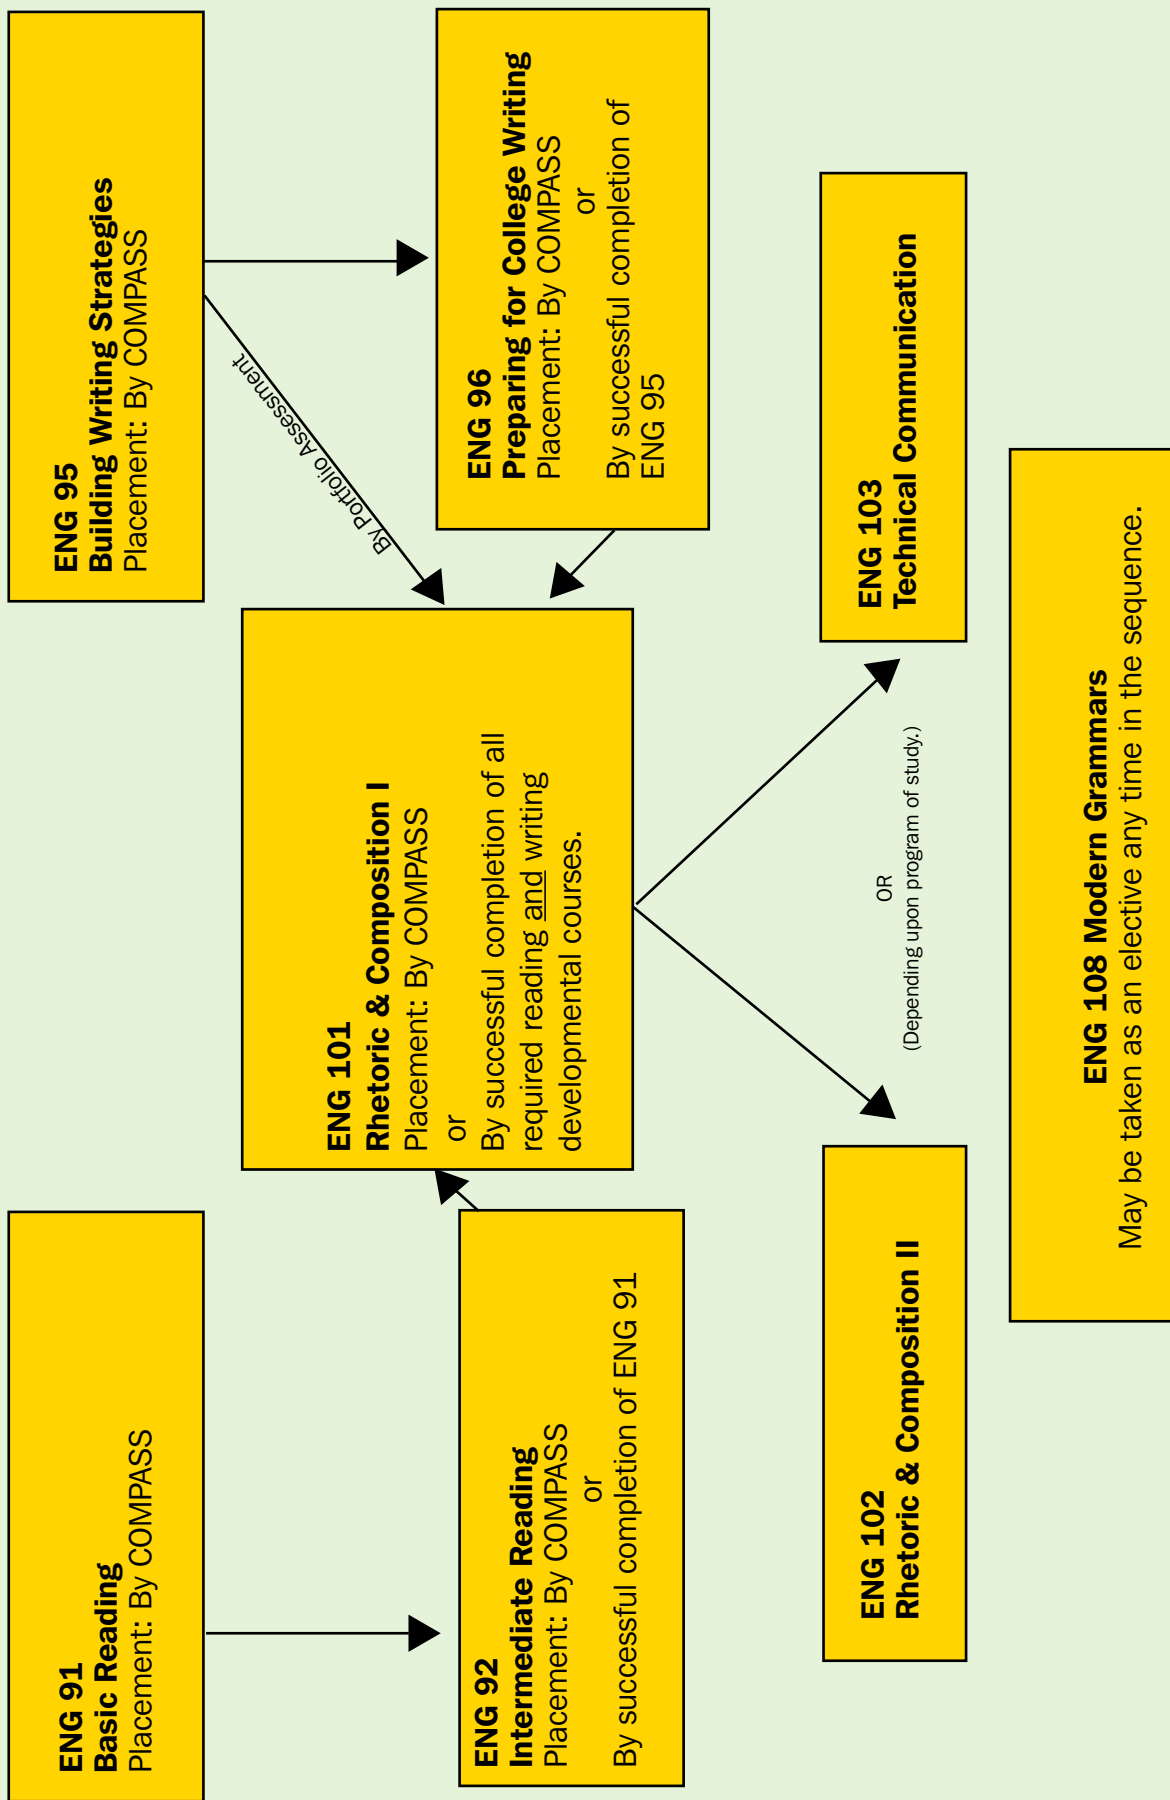 ENG 91
Basic Reading
Placement: By COMPASS
ENG 95
Building Writing Strategies
Placement: By COMPASS
By Portfolio Assessment
ENG 92
Intermediate Reading
Placement: By COMPASS
or
By successful completion of ENG 91
ENG 101
Rhetoric & Composition I
Placement: By COMPASS
or
By successful completion of all
required reading and writing
developmental courses.
ENG 96
Preparing for College Writing
Placement: By COMPASS
or
By successful completion of
ENG 95
ENG 102
Rhetoric & Composition II
OR
(Depending upon program of study.)
ENG 103
Technical Communication
ENG 108 Modern Grammars
May be taken as an elective any time in the sequence.